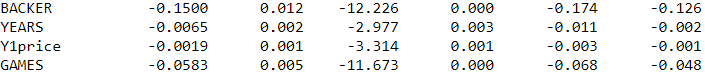 BACKER -0.1500 0.012 -12.226 0.000 -0.174 -0.126
YEARS -0.0065 0.002 -2.977 0.003 -0.011 -0.002
Y1price -0.0019 0.001 -3.314 0.001 -0.003 -0.001
GAMES -0.0583 0.005 -11.673 0.000 -0.068 -0.048